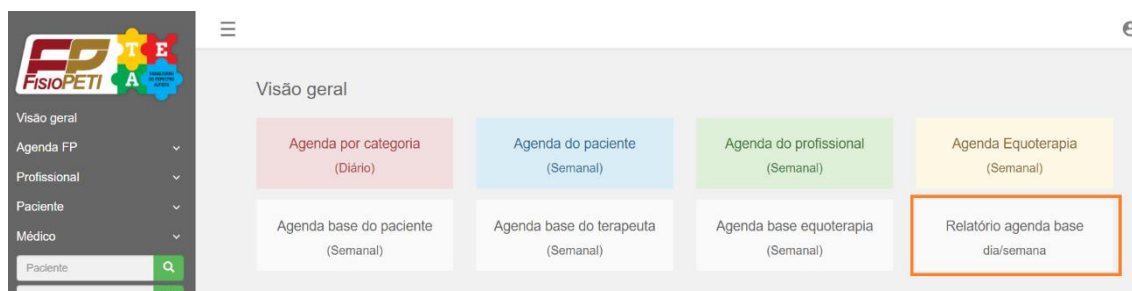 T E
FP
FISIOPETI A
Visão geral
Visão geral
Agenda FP
Profissional
Paciente
Médico
Paciente
Agenda por categoria
(Diário)
Agenda do paciente
(Semanal)
Agenda do profissional
(Semanal)
Agenda Equoterapia
(Semanal)
Agenda base do paciente
(Semanal)
Agenda base do terapeuta
(Semanal)
Agenda base equoterapia
(Semanal)
Relatório agenda base
dia/semana